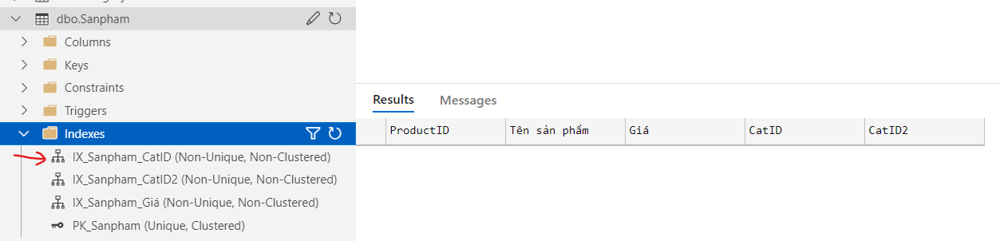 dbo.Sanpham
Columns
Keys
Constraints
Triggers
Indexes
IX_Sanpham_CatID (Non-Unique, Non-Clustered)
IX_Sanpham_CatID2 (Non-Unique, Non-Clustered)
IX_Sanpham_Giá (Non-Unique, Non-Clustered)
PK_Sanpham (Unique, Clustered)
Results Messages
ProductID Tên sản phẩm Giá CatID CatID2